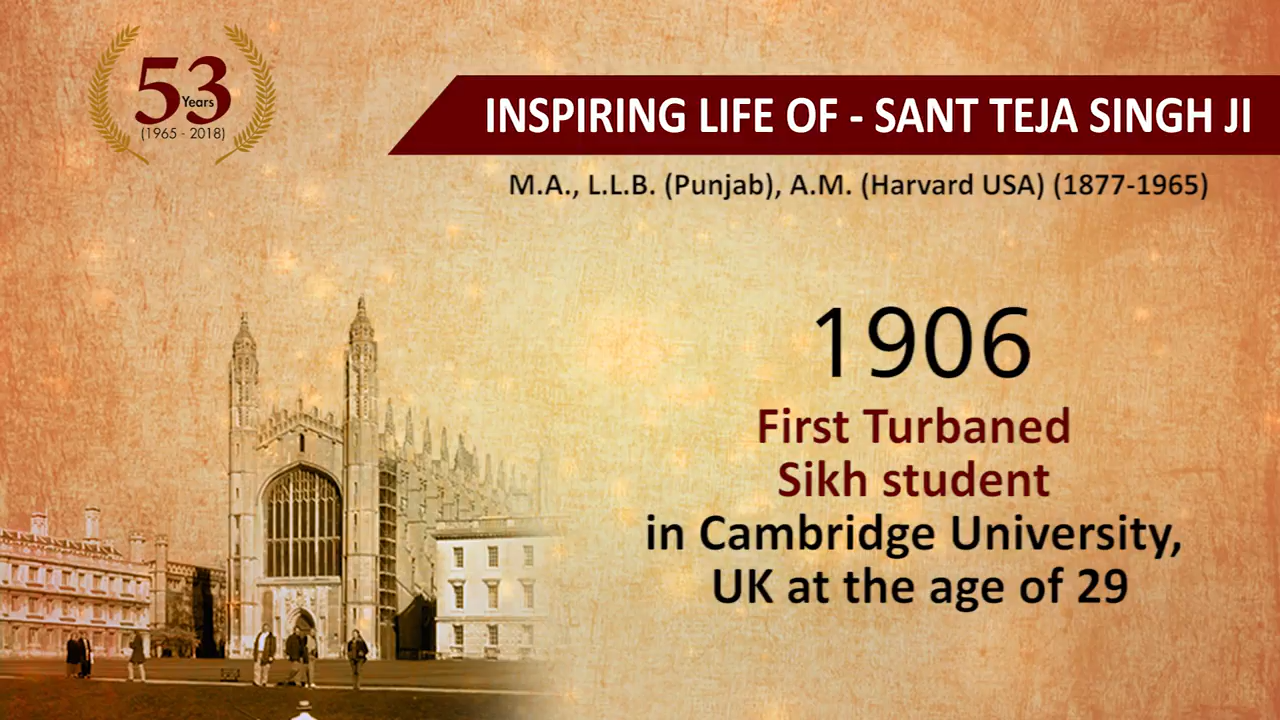 53
Years
(1965 - 2018)
INSPIRING LIFE OF - SANT TEJA SINGH JI
M.A., L.L.B. (Punjab), A.M. (Harvard USA) (1877-1965)
1906
First Turbaned
Sikh student
in Cambridge University,
UK at the age of 29